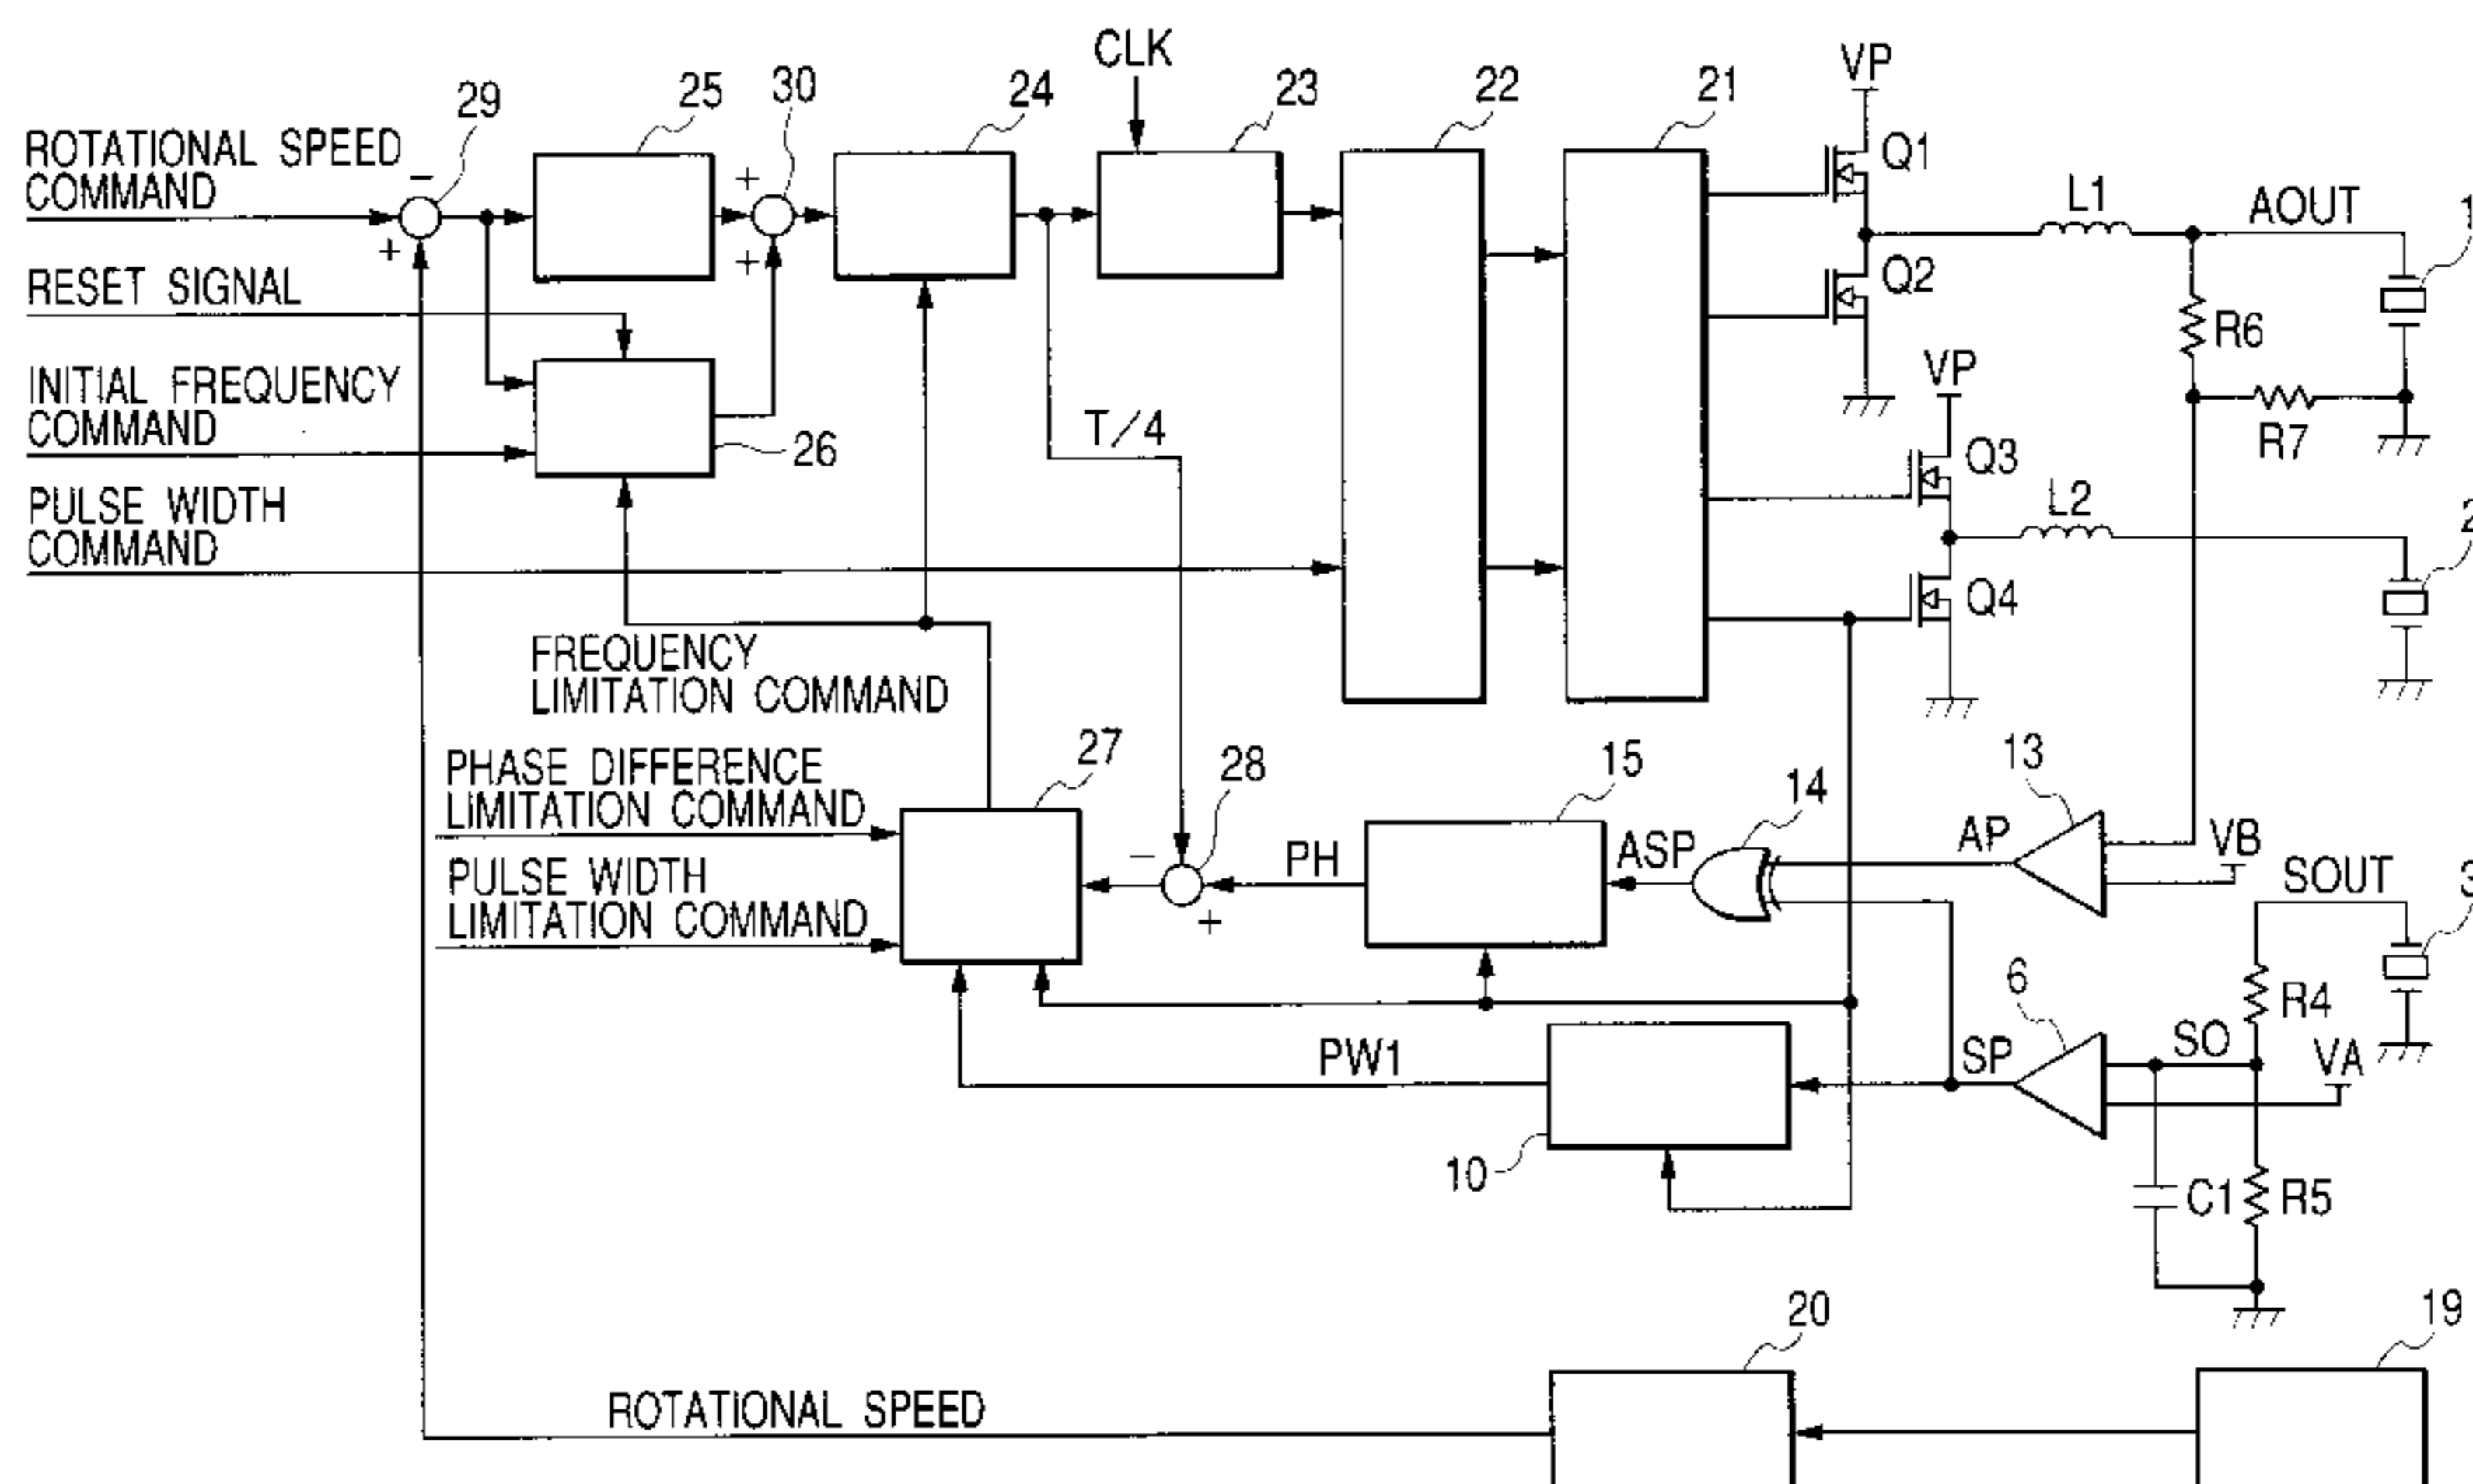 CLK
VP
29
25
30
24
23
22
21
ROTATIONAL SPEED
COMMAND
−
+
+
+
Q1
L1
AOUT
1
RESET SIGNAL
Q2
R6
INITIAL FREQUENCY
COMMAND
26
T/4
VP
R7
Q3
PULSE WIDTH
COMMAND
L2
2
Q4
FREQUENCY
LIMITATION COMMAND
PHASE DIFFERENCE
LIMITATION COMMAND
27
28
15
14
13
PULSE WIDTH
LIMITATION COMMAND
−
+
PH
ASP
AP
VB
SOUT
3
6
R4
PW1
SP
SO
VA
10
C1
R5
20
19
ROTATIONAL SPEED